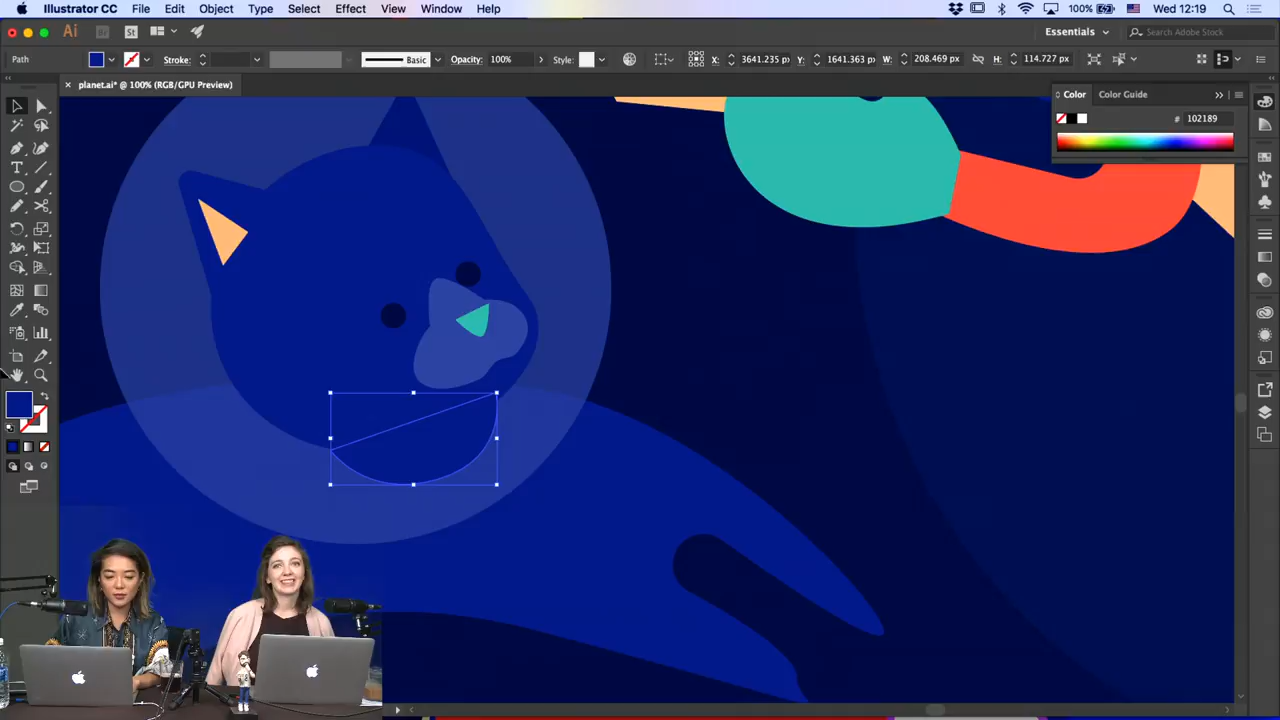 Illustrator CC File Edit Object Type Select Effect View Window Help 100% Wed 12:19
Ai Br St Essentials Search Adobe Stock
Path Stroke: Basic Opacity: 100% Style: X: 3641.235 px Y: 1641.363 px W: 208.469 px H: 114.727 px
× planet.ai* @ 100% (RGB/GPU Preview)
Color Color Guide
# 102189